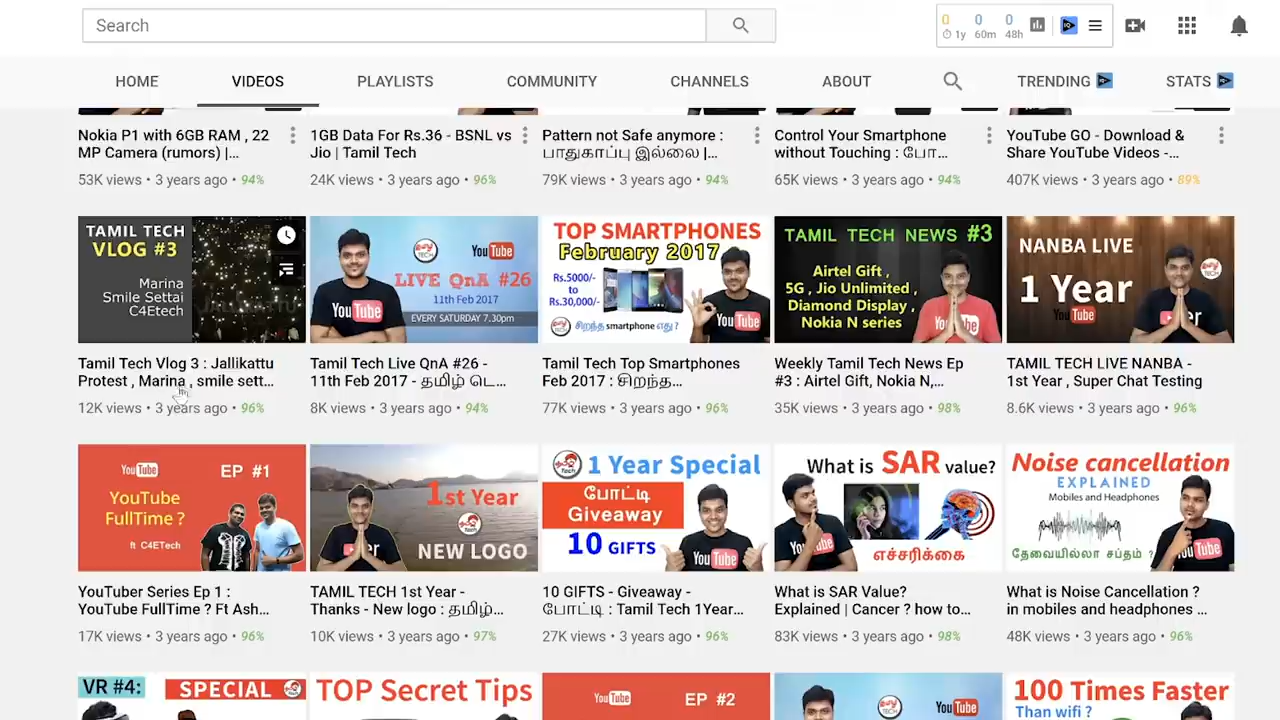 Search
0 0 0
1y 60m 48h
HOME VIDEOS PLAYLISTS COMMUNITY CHANNELS ABOUT TRENDING STATS
Nokia P1 with 6GB RAM , 22
MP Camera (rumors) |...
53K views • 3 years ago • 94%
1GB Data For Rs.36 - BSNL vs
Jio | Tamil Tech
24K views • 3 years ago • 96%
Pattern not Safe anymore :
பாதுகாப்பு இல்லை |...
79K views • 3 years ago • 94%
Control Your Smartphone
without Touching : போ...
65K views • 3 years ago • 94%
YouTube GO - Download &
Share YouTube Videos -...
407K views • 3 years ago • 89%
TAMIL TECH
VLOG #3
Marina
Smile Settai
C4Etech
Tamil Tech Vlog 3 : Jallikattu
Protest , Marina , smile sett...
12K views • 3 years ago • 96%
தமிழ்
TECH
YouTube
LIVE QnA #26
11th Feb 2017
EVERY SATURDAY 7.30pm
YouTube
Tamil Tech Live QnA #26 -
11th Feb 2017 - தமிழ் டெ...
8K views • 3 years ago • 94%
TOP SMARTPHONES
February 2017
Rs.5000/-
to
Rs.30,000/-
சிறந்த smartphone எது ?
YouTube
Tamil Tech Top Smartphones
Feb 2017 : சிறந்த...
77K views • 3 years ago • 96%
TAMIL TECH NEWS #3
Airtel Gift ,
5G , Jio Unlimited ,
Diamond Display ,
Nokia N series
Weekly Tamil Tech News Ep
#3 : Airtel Gift, Nokia N,...
35K views • 3 years ago • 98%
NANBA LIVE
1 Year
YouTube
TAMIL TECH LIVE NANBA -
1st Year , Super Chat Testing
8.6K views • 3 years ago • 96%
YouTube EP #1
YouTube
FullTime ?
ft C4ETech
YouTuber Series Ep 1 :
YouTube FullTime ? Ft Ash...
17K views • 3 years ago • 96%
1st Year
NEW LOGO
TAMIL TECH 1st Year -
Thanks - New logo : தமிழ்...
10K views • 3 years ago • 97%
1 Year Special
போட்டி
Giveaway
10 GIFTS
YouTube
10 GIFTS - Giveaway -
போட்டி : Tamil Tech 1Year...
27K views • 3 years ago • 96%
What is SAR value?
எச்சரிக்கை
What is SAR Value?
Explained | Cancer ? how to...
83K views • 3 years ago • 98%
Noise cancellation
EXPLAINED
Mobiles and Headphones
தேவையில்லா சப்தம் ?
What is Noise Cancellation ?
in mobiles and headphones ...
48K views • 3 years ago • 96%
VR #4:
SPECIAL
TOP Secret Tips
YouTube EP #2
தமிழ்
TECH
YouTube
100 Times Faster
Than wifi ?